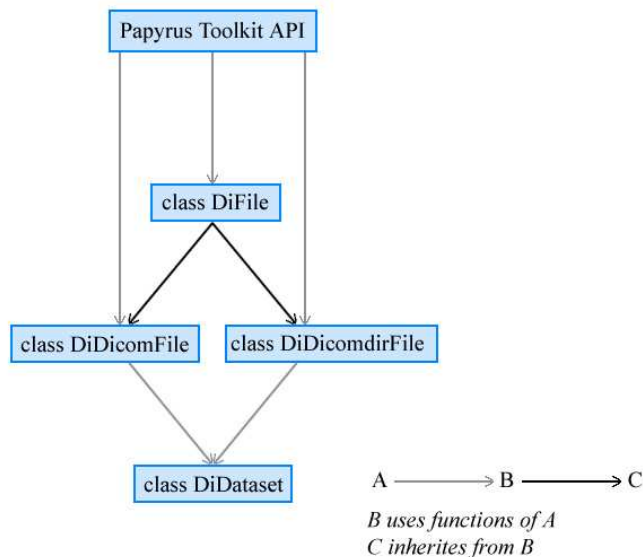 Papyrus Toolkit API
class DiFile
class DiDicomFile
class DiDicomdirFile
class DiDataset
A B C
B uses functions of A
C inherites from B